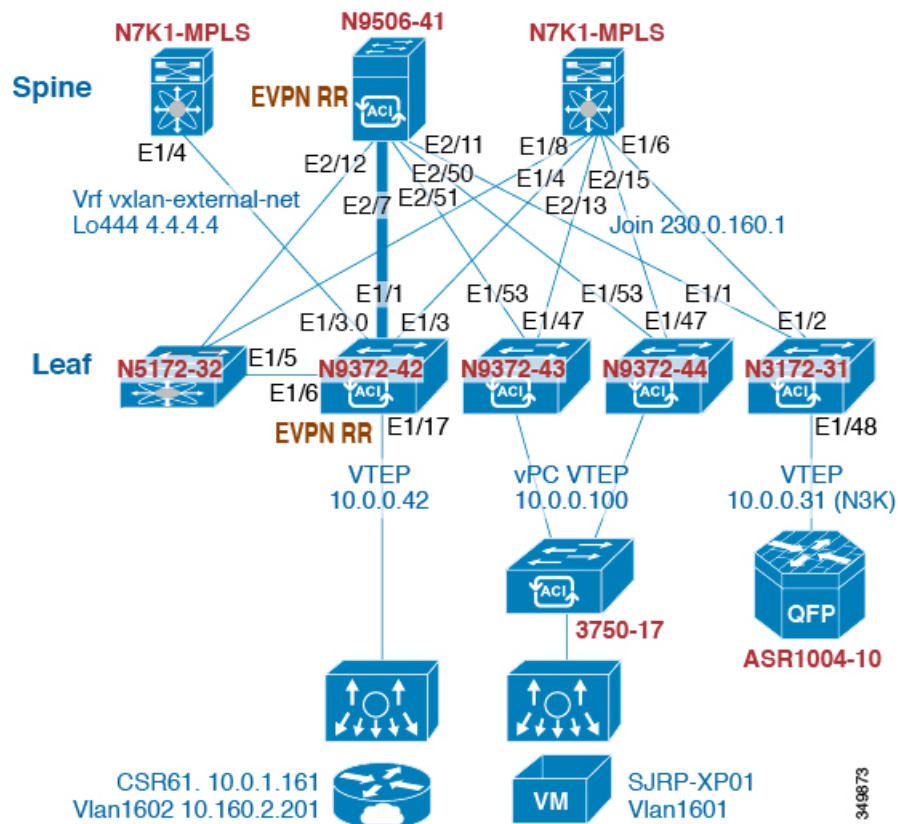 N7K1-MPLS
N9506-41
N7K1-MPLS
Spine
EVPN RR
ACI
E1/4
E2/12
E2/11
E1/8
E1/6
E2/50
E1/4
E2/15
E2/51
E2/7
E2/13
Vrf vxlan-external-net
Lo444 4.4.4.4
Join 230.0.160.1
E1/1
E1/53
E1/53
E1/1
E1/3.0
E1/3
E1/47
E1/47
E1/2
Leaf
N5172-32
E1/5
N9372-42
N9372-43
N9372-44
N3172-31
E1/6
ACI
ACI
ACI
ACI
EVPN RR
E1/17
E1/48
VTEP
10.0.0.42
vPC VTEP
10.0.0.100
VTEP
10.0.0.31 (N3K)
ACI
QFP
3750-17
ASR1004-10
CSR61. 10.0.1.161
Vlan1602 10.160.2.201
VM
SJRP-XP01
Vlan1601
349873